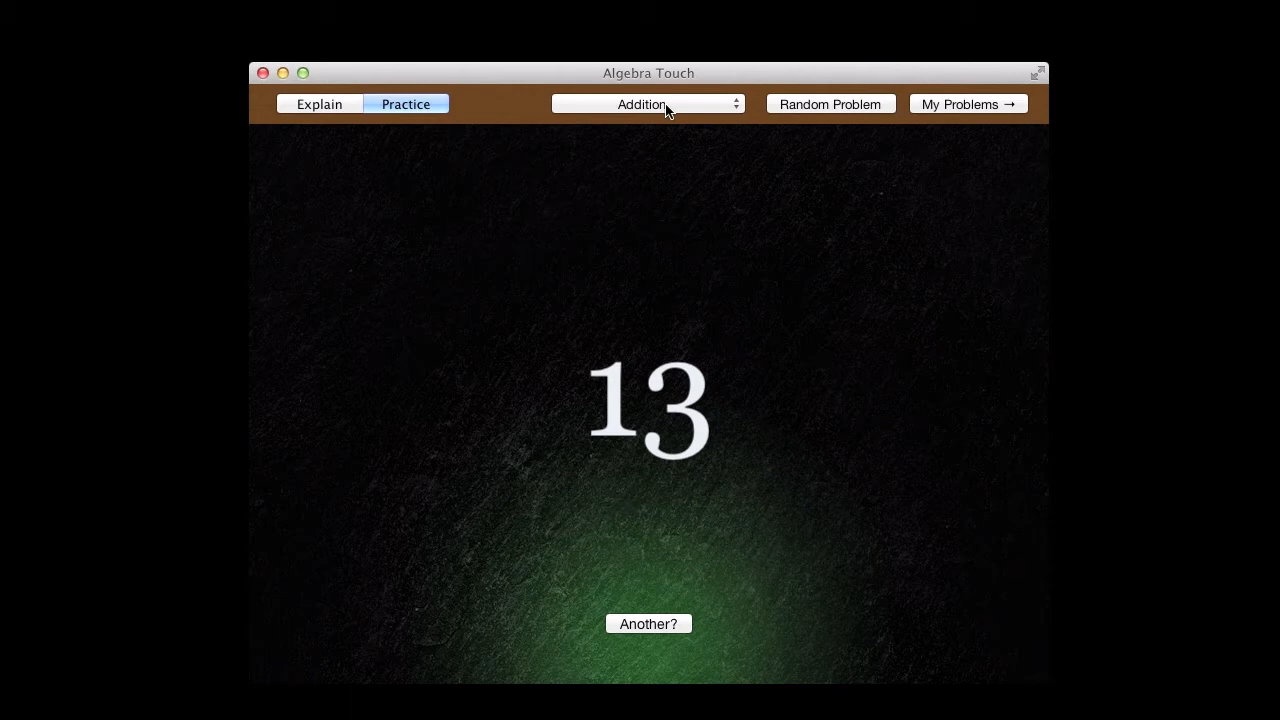 Algebra Touch
Explain Practice Addition Random Problem My Problems →
13
Another?